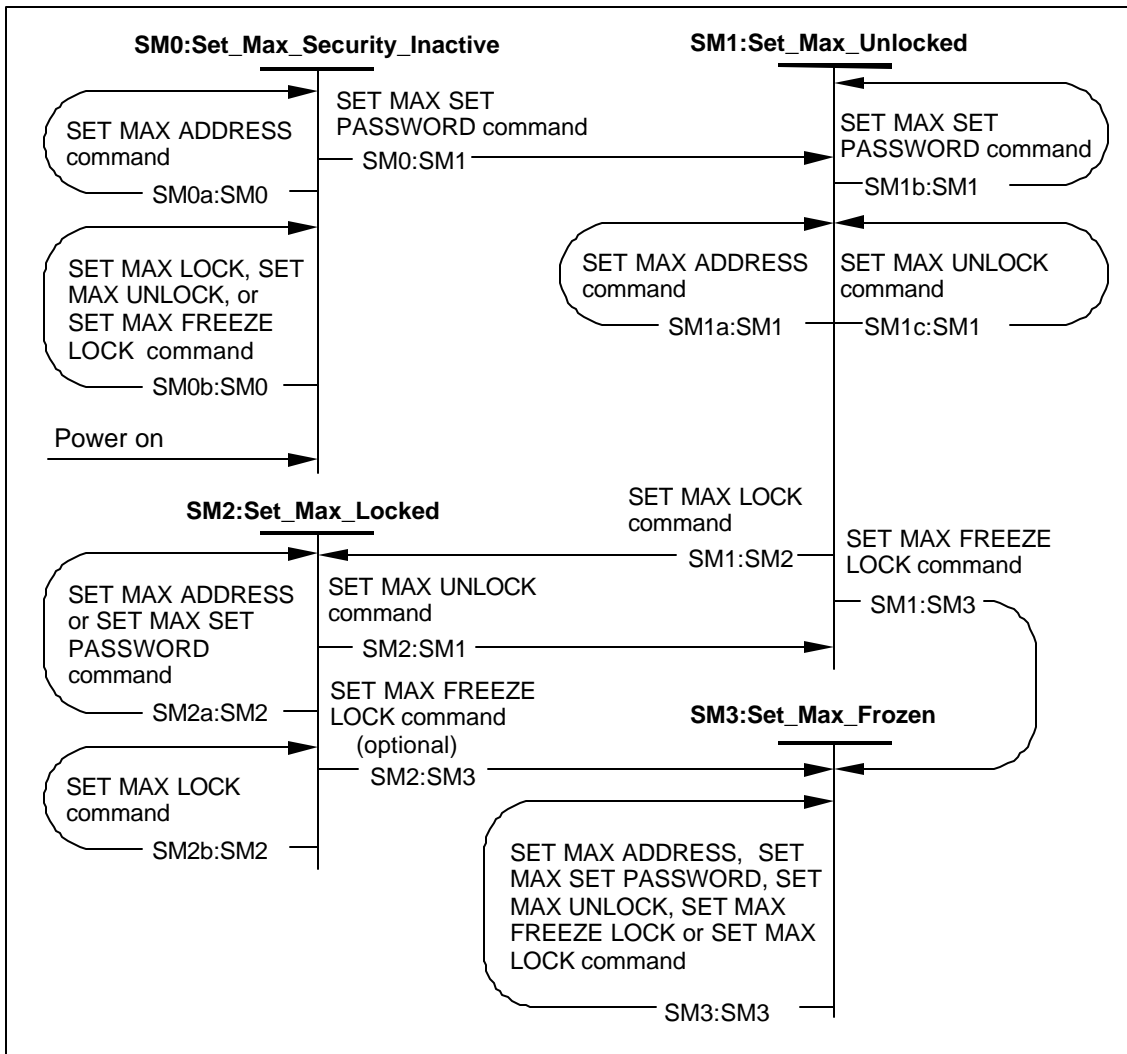 SM0:Set_Max_Security_Inactive
SET MAX ADDRESS
command
SM0a:SM0
SET MAX SET
PASSWORD command
SM0:SM1
SET MAX LOCK, SET
MAX UNLOCK, or
SET MAX FREEZE
LOCK command
SM0b:SM0
Power on
SM1:Set_Max_Unlocked
SET MAX SET
PASSWORD command
SM1b:SM1
SET MAX ADDRESS
command
SM1a:SM1
SET MAX UNLOCK
command
SM1c:SM1
SET MAX LOCK
command
SM1:SM2
SET MAX FREEZE
LOCK command
SM1:SM3
SM2:Set_Max_Locked
SET MAX ADDRESS
or SET MAX SET
PASSWORD
command
SM2a:SM2
SET MAX UNLOCK
command
SM2:SM1
SET MAX FREEZE
LOCK command
(optional)
SM2:SM3
SET MAX LOCK
command
SM2b:SM2
SM3:Set_Max_Frozen
SET MAX ADDRESS, SET
MAX SET PASSWORD, SET
MAX UNLOCK, SET MAX
FREEZE LOCK or SET MAX
LOCK command
SM3:SM3